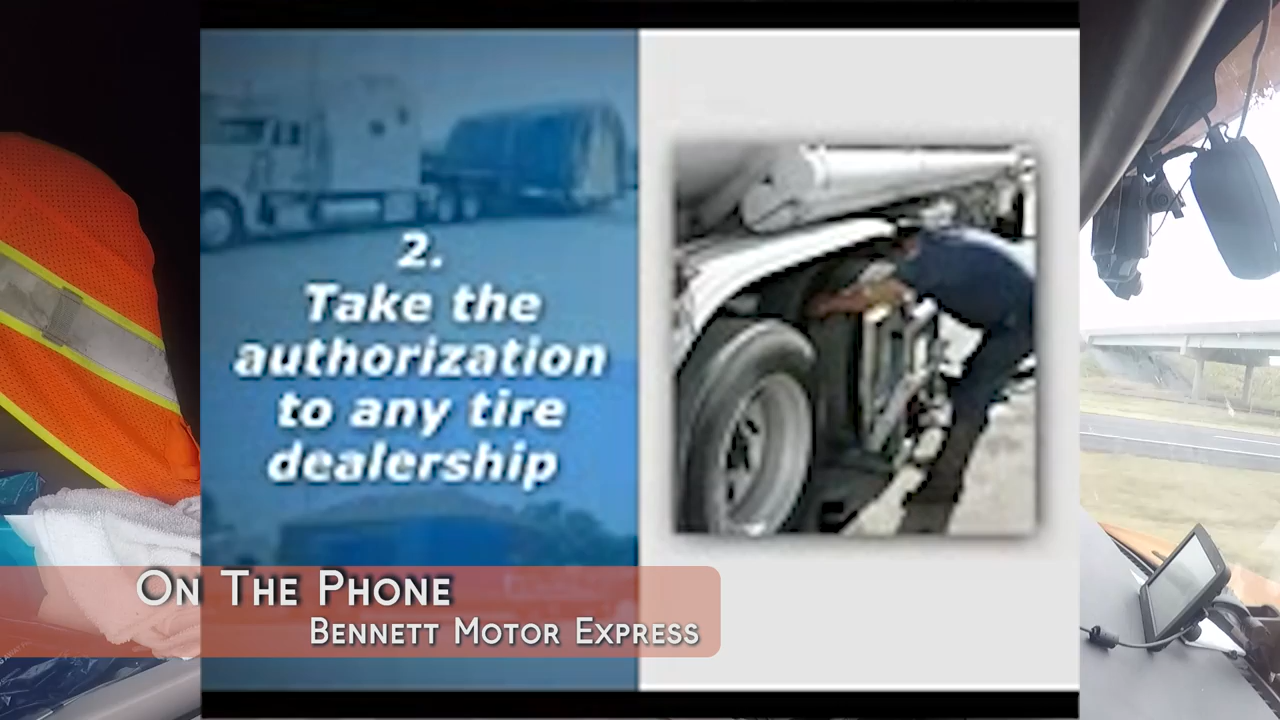 2.
Take the
authorization
to any tire
dealership
On The Phone
Bennett Motor Express